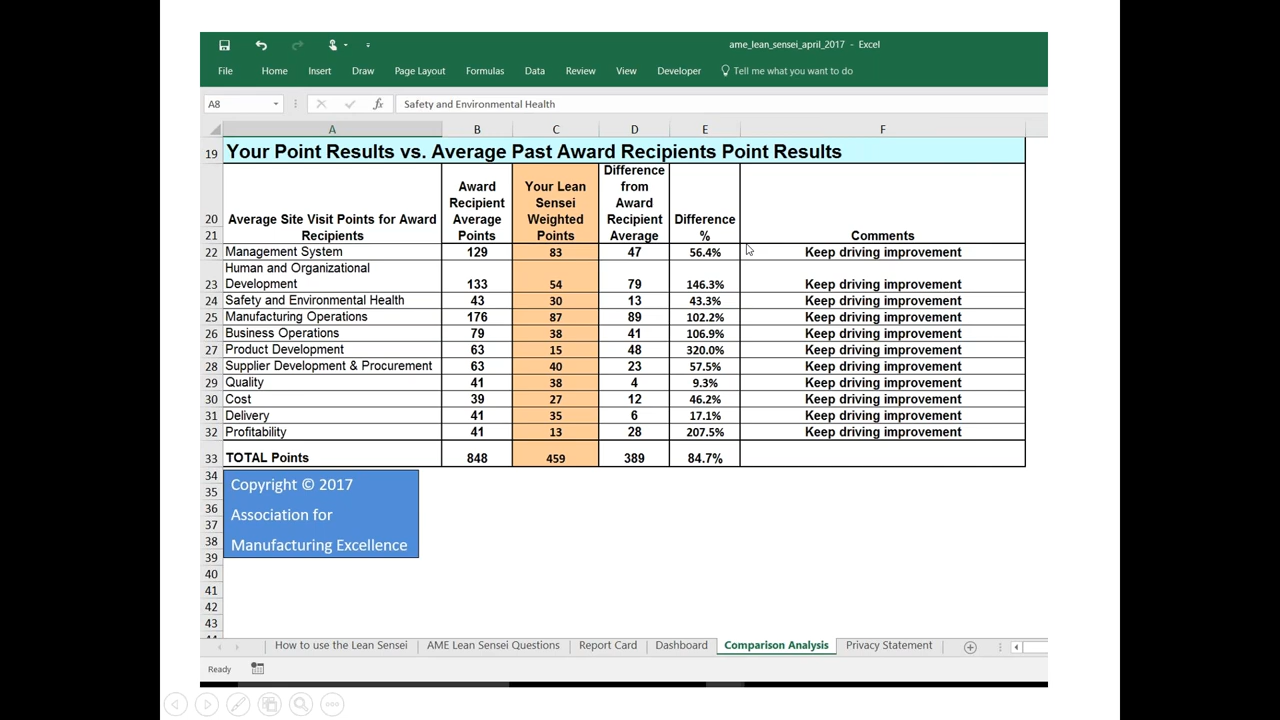 ame_lean_sensei_april_2017 - Excel
File Home Insert Draw Page Layout Formulas Data Review View Developer Tell me what you want to do
A8 fx Safety and Environmental Health
A B C D E F
19 Your Point Results vs. Average Past Award Recipients Point Results
Difference
Award Your Lean from
Recipient Sensei Award
20 Average Site Visit Points for Award Average Weighted Recipient Difference
21 Recipients Points Points Average % Comments
22 Management System 129 83 47 56.4% Keep driving improvement
Human and Organizational
23 Development 133 54 79 146.3% Keep driving improvement
24 Safety and Environmental Health 43 30 13 43.3% Keep driving improvement
25 Manufacturing Operations 176 87 89 102.2% Keep driving improvement
26 Business Operations 79 38 41 106.9% Keep driving improvement
27 Product Development 63 15 48 320.0% Keep driving improvement
28 Supplier Development & Procurement 63 40 23 57.5% Keep driving improvement
29 Quality 41 38 4 9.3% Keep driving improvement
30 Cost 39 27 12 46.2% Keep driving improvement
31 Delivery 41 35 6 17.1% Keep driving improvement
32 Profitability 41 13 28 207.5% Keep driving improvement
33 TOTAL Points 848 459 389 84.7%
34
Copyright © 2017
35
36
Association for
37
38
Manufacturing Excellence
39
40
41
42
43
How to use the Lean Sensei AME Lean Sensei Questions Report Card Dashboard Comparison Analysis Privacy Statement
Ready